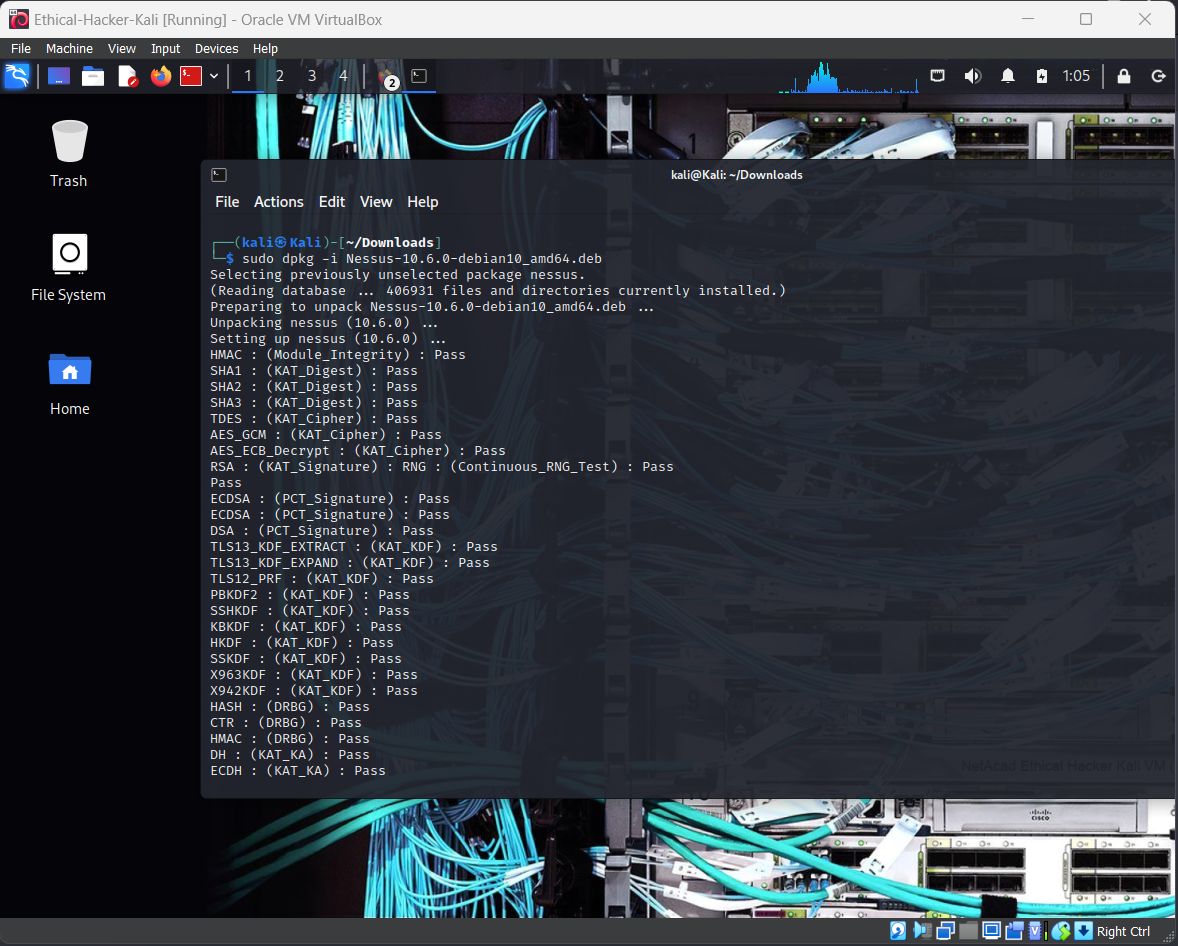 Ethical-Hacker-Kali [Running] - Oracle VM VirtualBox
File Machine View Input Devices Help
1 2 3 4 2 1:05
Trash
File System
Home
kali@Kali: ~/Downloads
File Actions Edit View Help
┌──(kali㉿Kali)-[~/Downloads]
└─$ sudo dpkg -i Nessus-10.6.0-debian10_amd64.deb
Selecting previously unselected package nessus.
(Reading database ... 406931 files and directories currently installed.)
Preparing to unpack Nessus-10.6.0-debian10_amd64.deb ...
Unpacking nessus (10.6.0) ...
Setting up nessus (10.6.0) ...
HMAC : (Module_Integrity) : Pass
SHA1 : (KAT_Digest) : Pass
SHA2 : (KAT_Digest) : Pass
SHA3 : (KAT_Digest) : Pass
TDES : (KAT_Cipher) : Pass
AES_GCM : (KAT_Cipher) : Pass
AES_ECB_Decrypt : (KAT_Cipher) : Pass
RSA : (KAT_Signature) : RNG : (Continuous_RNG_Test) : Pass
Pass
ECDSA : (PCT_Signature) : Pass
ECDSA : (PCT_Signature) : Pass
DSA : (PCT_Signature) : Pass
TLS13_KDF_EXTRACT : (KAT_KDF) : Pass
TLS13_KDF_EXPAND : (KAT_KDF) : Pass
TLS12_PRF : (KAT_KDF) : Pass
PBKDF2 : (KAT_KDF) : Pass
SSHKDF : (KAT_KDF) : Pass
KBKDF : (KAT_KDF) : Pass
HKDF : (KAT_KDF) : Pass
SSKDF : (KAT_KDF) : Pass
X963KDF : (KAT_KDF) : Pass
X942KDF : (KAT_KDF) : Pass
HASH : (DRBG) : Pass
CTR : (DRBG) : Pass
HMAC : (DRBG) : Pass
DH : (KAT_KA) : Pass
ECDH : (KAT_KA) : Pass
NetAcad Ethical Hacker Kali VM
CISCO
Right Ctrl